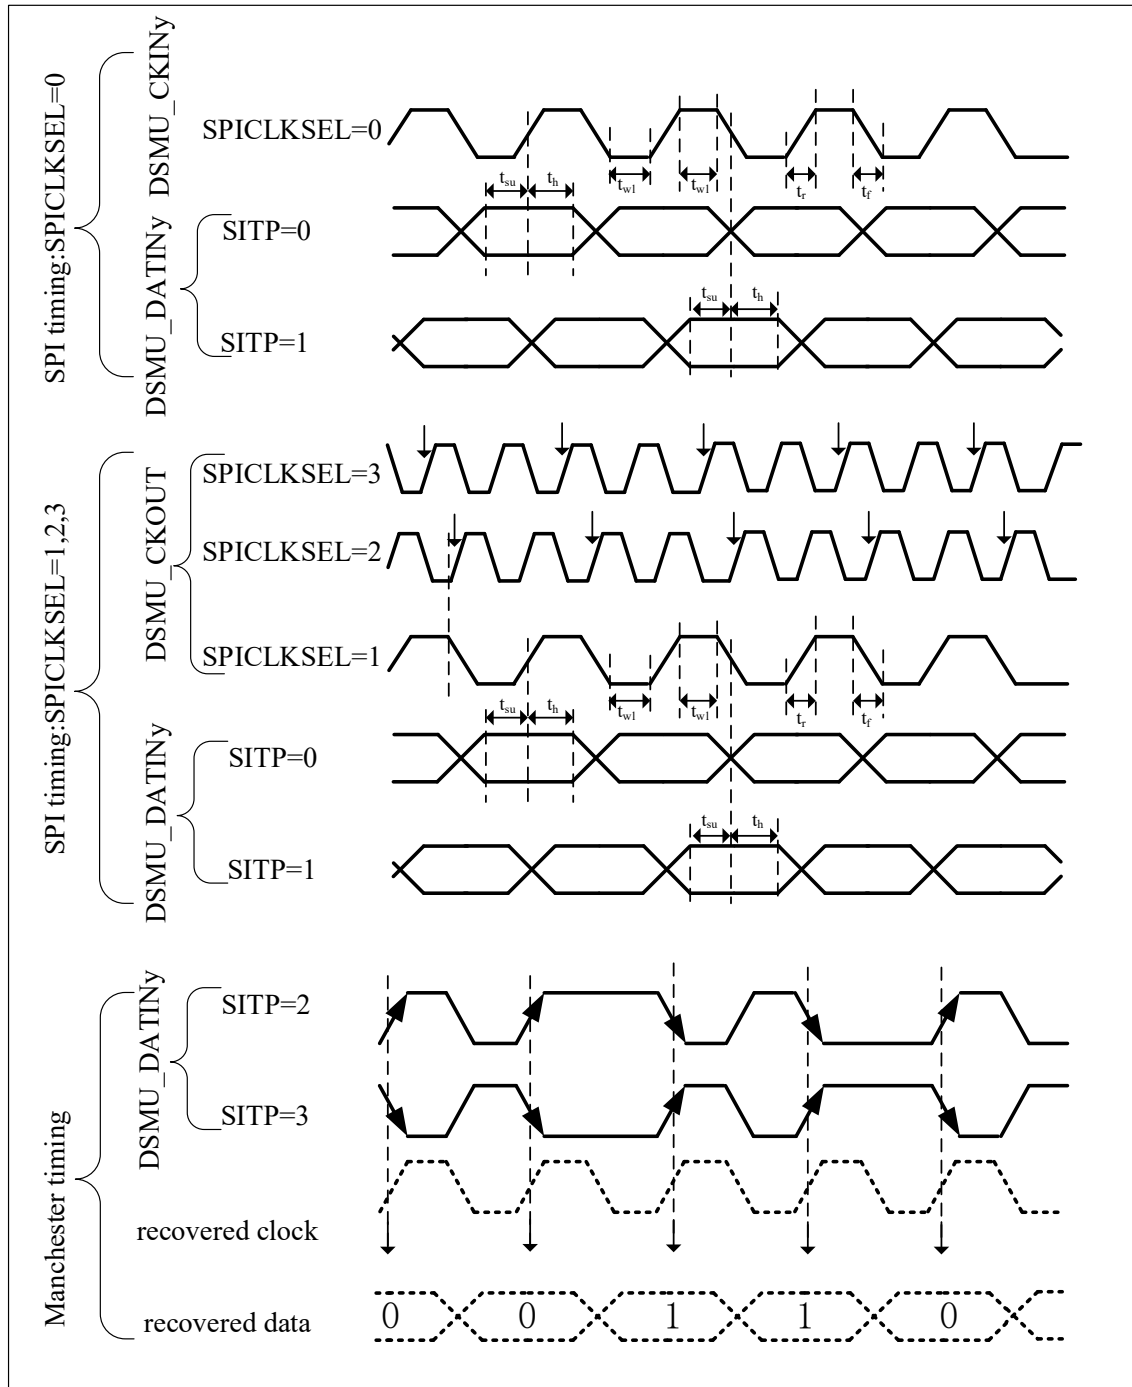 SPI timing:SPICLKSEL=0
DSMU_CKINy
SPICLKSEL=0
tsu
th
twl
twl
tr
tf
DSMU_DATINy
SITP=0
tsu
th
SITP=1
SPI timing:SPICLKSEL=1,2,3
DSMU_CKOUT
SPICLKSEL=3
SPICLKSEL=2
SPICLKSEL=1
tsu
th
twl
twl
tr
tf
DSMU_DATINy
SITP=0
tsu
th
SITP=1
Manchester timing
DSMU_DATINy
SITP=2
SITP=3
recovered clock
recovered data
0 0 1 1 0